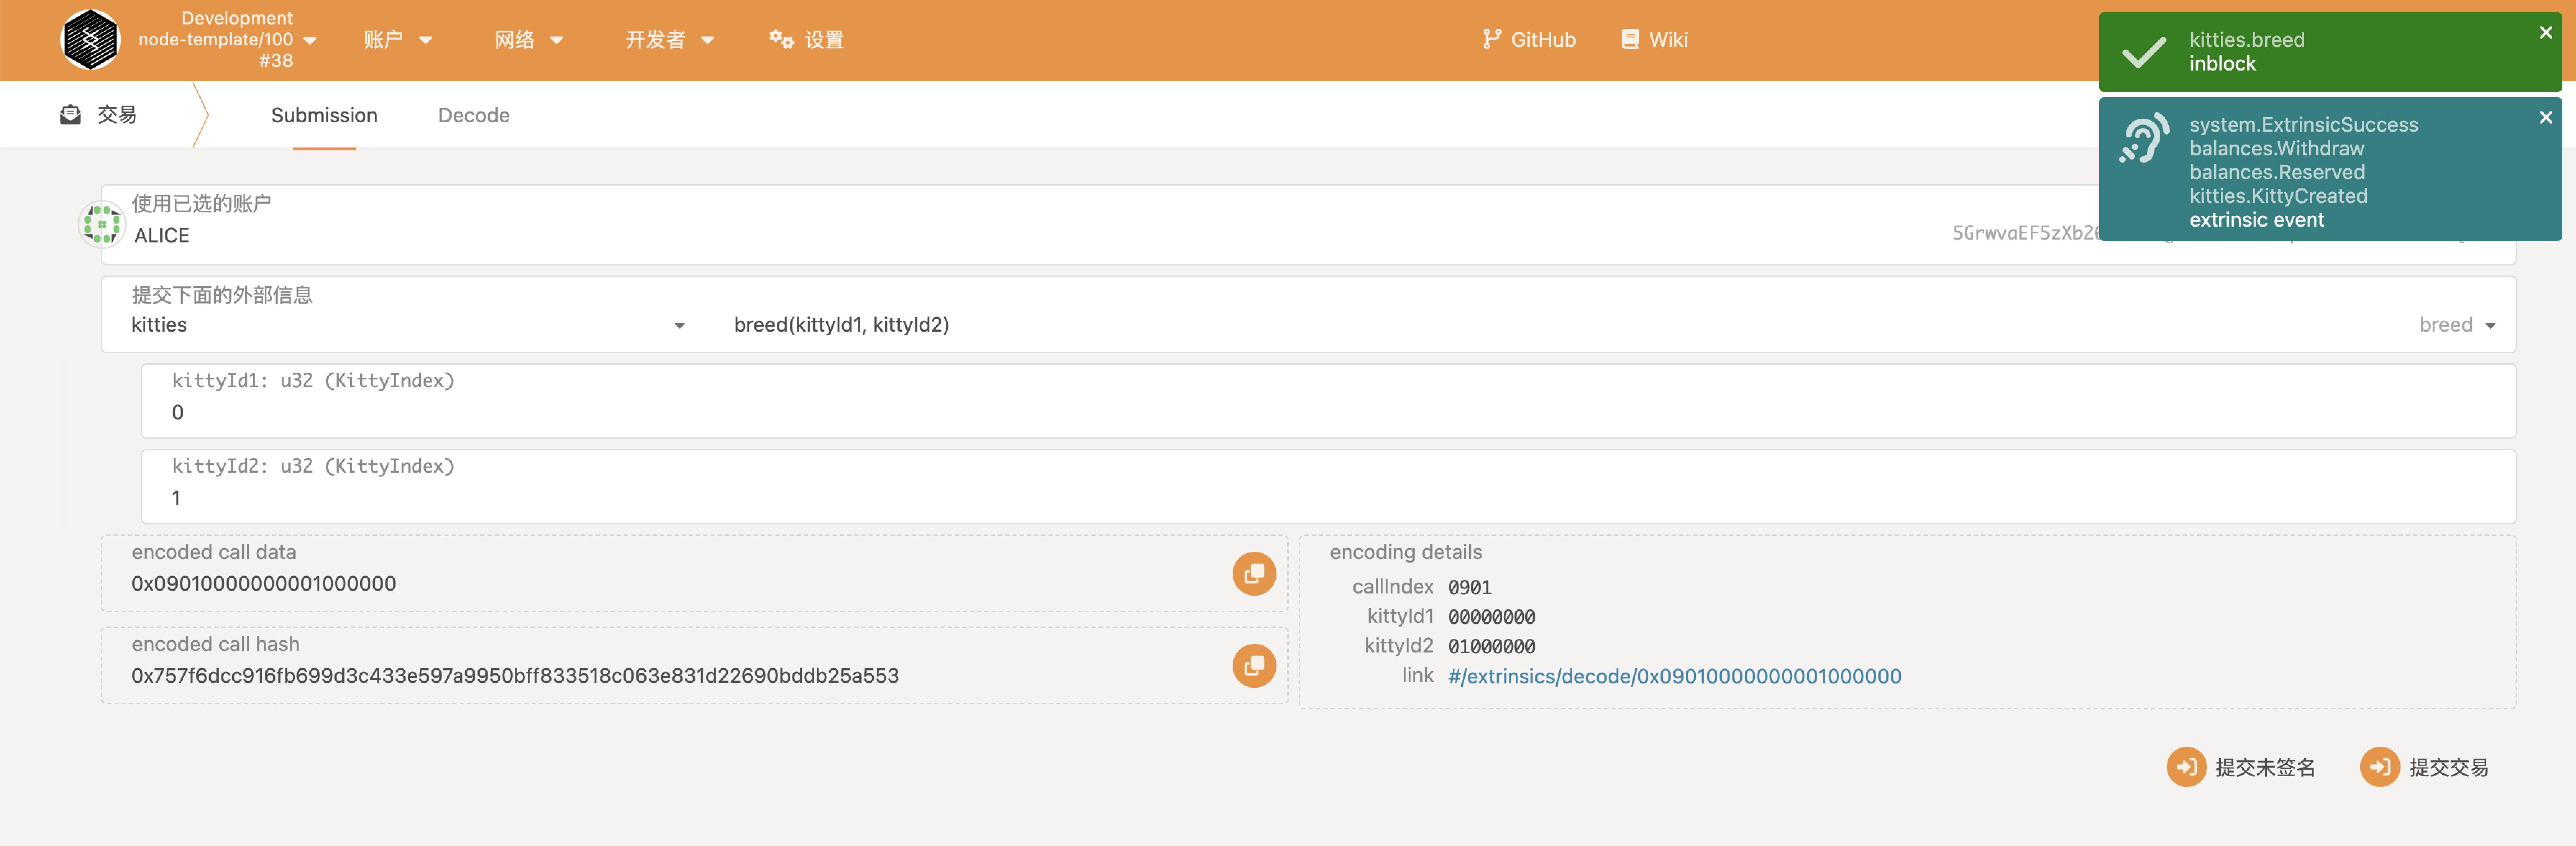 Development
node-template/100
#38
账户
网络
开发者
设置
GitHub
Wiki
kitties.breed
inblock
system.ExtrinsicSuccess
balances.Withdraw
balances.Reserved
kitties.KittyCreated
extrinsic event
交易
Submission
Decode
使用已选的账户
ALICE
5GrwvaEF5zXb26
提交下面的外部信息
kitties
breed(kittyId1, kittyId2)
breed
kittyId1: u32 (KittyIndex)
0
kittyId2: u32 (KittyIndex)
1
encoded call data
0x09010000000001000000
encoded call hash
0x757f6dcc916fb699d3c433e597a9950bff833518c063e831d22690bddb25a553
encoding details
callIndex 0901
kittyId1 00000000
kittyId2 01000000
link #/extrinsics/decode/0x09010000000001000000
提交未签名
提交交易